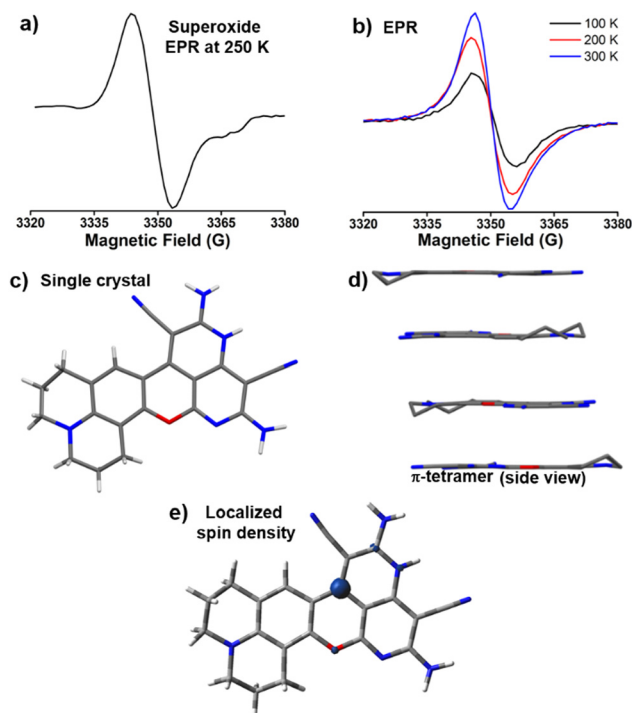 a) Superoxide
EPR at 250 K
3320 3335 3350 3365 3380
Magnetic Field (G)
b) EPR
100 K
200 K
300 K
3320 3335 3350 3365 3380
Magnetic Field (G)
c) Single crystal
d)
π-tetramer (side view)
e) Localized
spin density